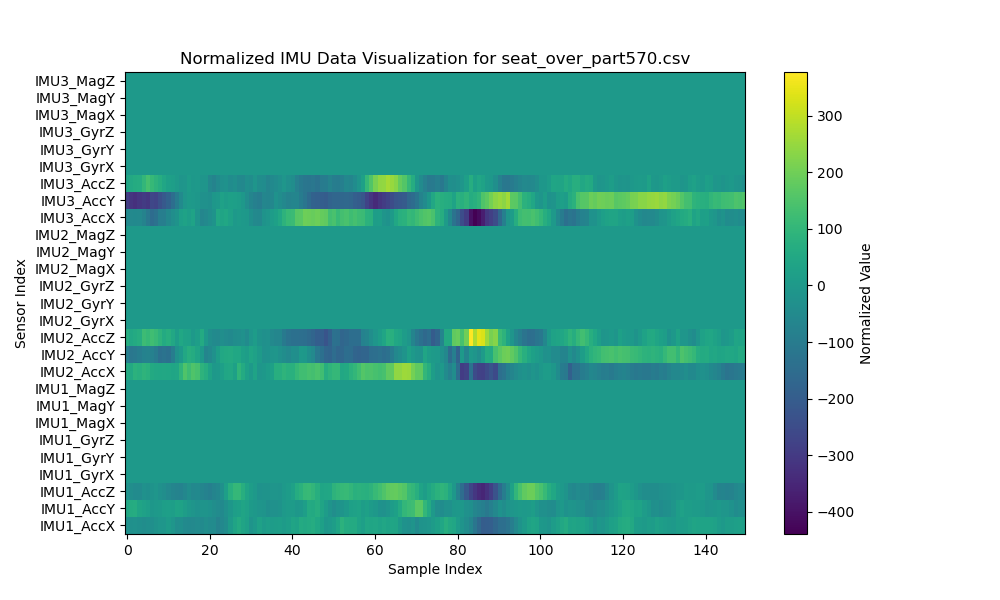 Normalized IMU Data Visualization for seat_over_part570.csv
IMU3_MagZ
IMU3_MagY
IMU3_MagX
IMU3_GyrZ
IMU3_GyrY
IMU3_GyrX
IMU3_AccZ
IMU3_AccY
IMU3_AccX
IMU2_MagZ
IMU2_MagY
IMU2_MagX
IMU2_GyrZ
IMU2_GyrY
IMU2_GyrX
IMU2_AccZ
IMU2_AccY
IMU2_AccX
IMU1_MagZ
IMU1_MagY
IMU1_MagX
IMU1_GyrZ
IMU1_GyrY
IMU1_GyrX
IMU1_AccZ
IMU1_AccY
IMU1_AccX
Sensor Index
0 20 40 60 80 100 120 140
Sample Index
300
200
100
0
−100
−200
−300
−400
Normalized Value